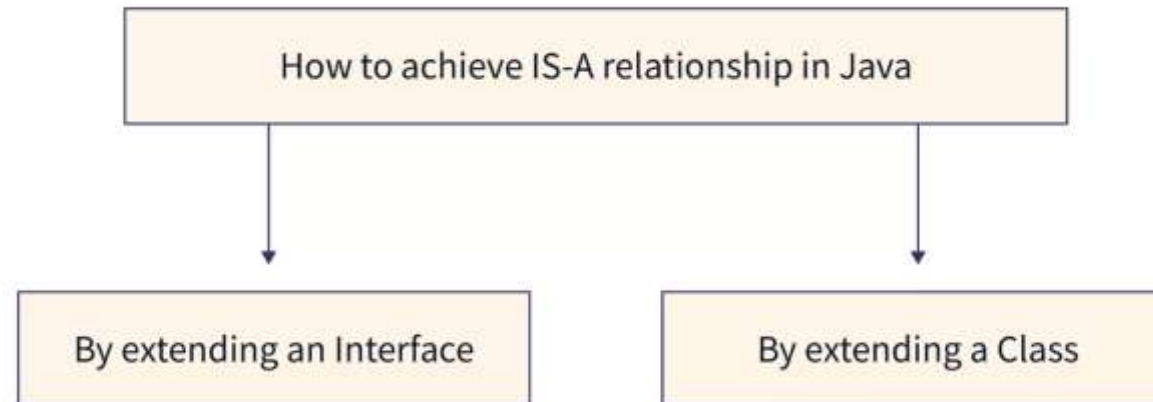 How to achieve IS-A relationship in Java
By extending an Interface
By extending a Class